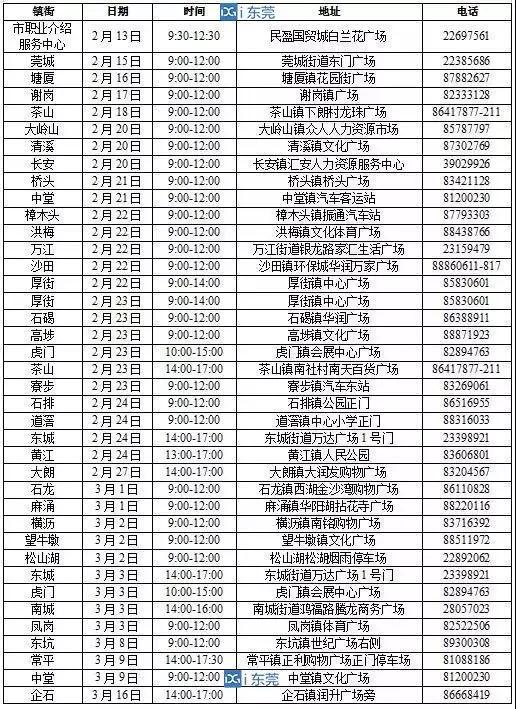 镇街 日期 时间 地址 电话
i东莞
市职业介绍
服务中心 2月13日 9:30-12:30 民盈国贸城白兰花广场 22697561
莞城 2月15日 9:00-12:00 莞城街道东门广场 22385686
塘厦 2月16日 9:00-12:00 塘厦镇花园街广场 87882627
谢岗 2月17日 9:00-12:00 谢岗镇广场 82333128
茶山 2月18日 9:00-12:00 茶山镇下朗村龙珠广场 86417877-211
大岭山 2月20日 9:00-12:00 大岭山镇众人人力资源市场 85787797
清溪 2月20日 9:00-12:00 清溪镇文化广场 87302769
长安 2月20日 9:00-12:00 长安镇汇安人力资源服务中心 39029926
桥头 2月21日 9:00-12:00 桥头镇桥头广场 83421128
中堂 2月21日 9:00-12:00 中堂镇汽车客运站 81200230
樟木头 2月22日 9:00-12:00 樟木头镇振通汽车站 87793303
洪梅 2月22日 9:00-12:00 洪梅镇文化体育广场 88438766
万江 2月22日 9:00-12:00 万江街道银龙路家汇生活广场 23159479
沙田 2月22日 9:00-12:00 沙田镇环保城华润万家广场 88860611-817
厚街 2月22日 9:00-14:00 厚街镇中心广场 85830601
厚街 2月23日 9:00-14:00 厚街镇中心广场 85830601
石碣 2月23日 9:00-12:00 石碣镇华润广场 86388911
高埗 2月23日 9:00-12:00 高埗镇文化广场 88871923
虎门 2月23日 10:00-15:00 虎门镇会展中心广场 82894763
茶山 2月23日 14:00-17:00 茶山镇南社村南天百货广场 86417877-211
寮步 2月23日 9:00-12:00 寮步镇汽车东站 83269061
石排 2月24日 9:00-12:00 石排镇公园正门 86516955
道滘 2月24日 9:00-12:00 道滘镇中心小学正门 88316033
东城 2月24日 14:00-17:00 东城街道万达广场1号门 23398921
黄江 2月24日 13:00-17:00 黄江镇人民公园 83606801
大朗 2月27日 14:00-17:00 大朗镇大润发购物广场 83204567
石龙 3月1日 9:00-12:00 石龙镇西湖金沙湾购物广场 86110828
麻涌 3月1日 9:00-12:00 麻涌镇华阳湖拈花寺广场 88220116
横沥 3月2日 9:00-12:00 横沥镇南铭购物广场 83716392
望牛墩 3月2日 9:00-12:00 望牛墩镇文化广场 88511972
松山湖 3月2日 9:00-12:00 松山湖松湖烟雨停车场 22892062
东城 3月3日 14:00-17:00 东城街道万达广场1号门 23398921
虎门 3月3日 10:00-15:00 虎门镇会展中心广场 82894763
南城 3月3日 14:00-16:00 南城街道鸿福路腾龙商务广场 28057023
凤岗 3月3日 9:00-12:00 凤岗镇体育广场 82522506
东坑 3月8日 9:00-12:00 东坑镇世纪广场右侧 89300308
常平 3月9日 14:00-17:30 常平镇正利购物广场正门停车场 81088186
中堂 3月9日 9:00-12:00 中堂镇文化广场 81200230
i东莞
企石 3月16日 14:00-17:00 企石镇润升广场旁 86668419